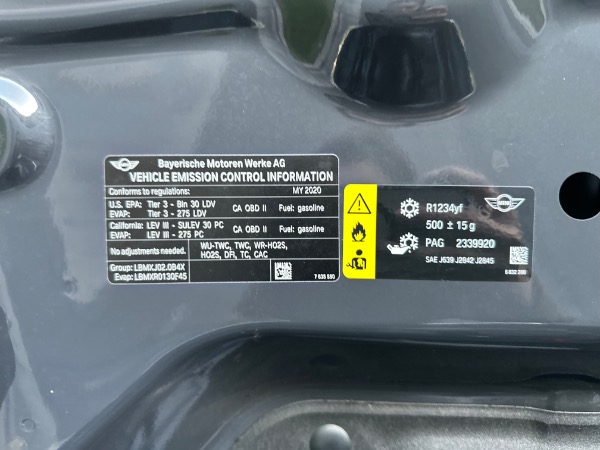 Bayerische Motoren Werke AG
VEHICLE EMISSION CONTROL INFORMATION
Conforms to regulations: MY 2020
U.S. EPA: Tier 3 - Bin 30 LDV
EVAP: Tier 3 - 275 LDV
CA OBD II Fuel: gasoline
California: LEV III - SULEV 30 PC
EVAP: LEV III - 275 PC
CA OBD II Fuel: gasoline
No adjustments needed.
WU-TWC, TWC, WR-HO2S,
HO2S, DFI, TC, CAC
Group: LBMXJ02.0B4X
Evap: LBMXR0130F45
R1234yf
500 ± 15 g
PAG 2339920
SAE J639 J2842 J2845